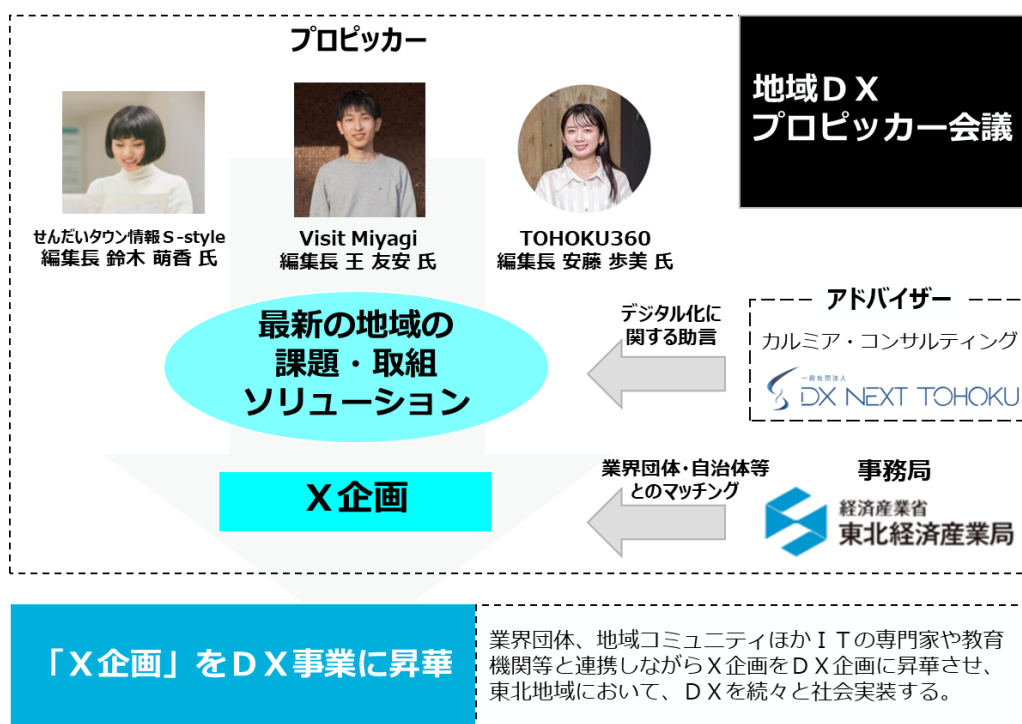 プロピッカー
地域ＤＸ
プロピッカー会議
せんだいタウン情報Ｓ-style
編集長 鈴木 萌香 氏
Visit Miyagi
編集長 王 友安 氏
TOHOKU360
編集長 安藤 歩美 氏
最新の地域の
課題・取組
ソリューション
デジタル化に
関する助言
アドバイザー
カルミア・コンサルティング
一般社団法人
DX NEXT TOHOKU
Ｘ企画
業界団体・自治体等
とのマッチング
事務局
経済産業省
東北経済産業局
「Ｘ企画」をＤＸ事業に昇華
業界団体、地域コミュニティほかＩＴの専門家や教育
機関等と連携しながらＸ企画をＤＸ企画に昇華させ、
東北地域において、ＤＸを続々と社会実装する。